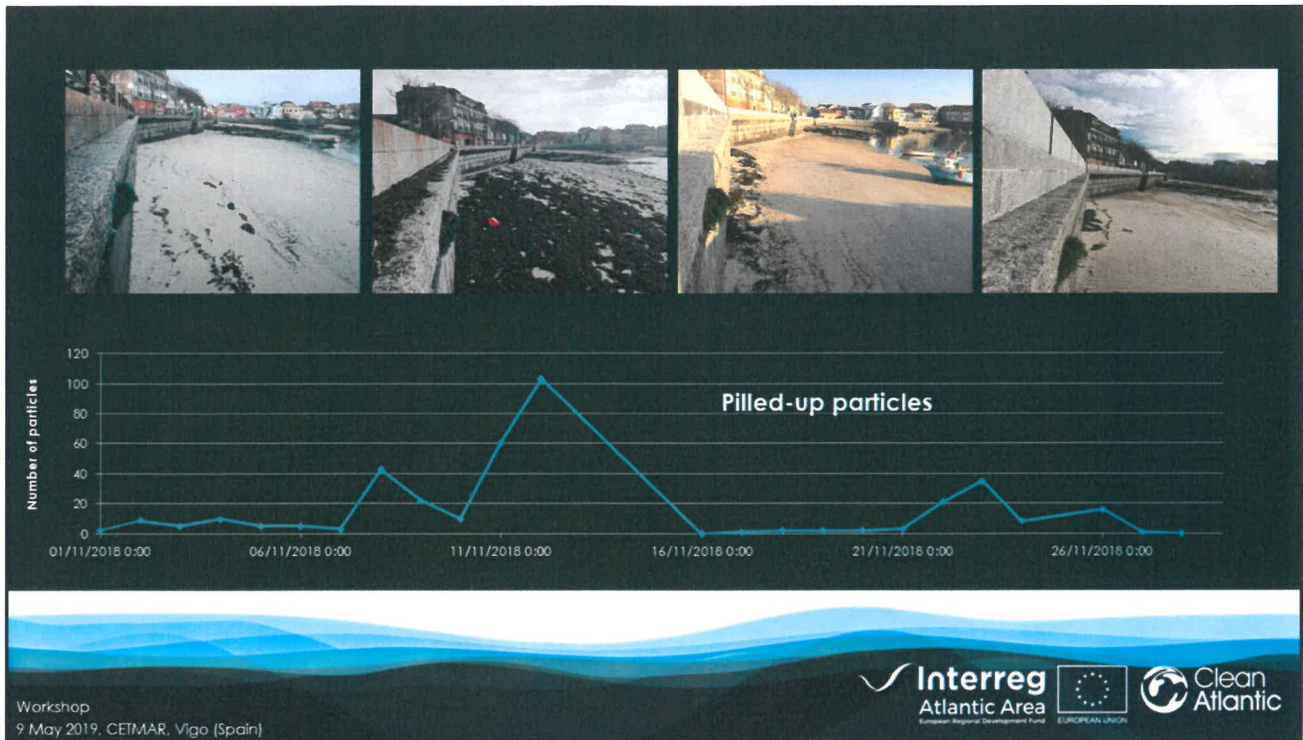 120
100
80
60
40
20
0
Number of particles
Pilled-up particles
01/11/2018 0:00
06/11/2018 0:00
11/11/2018 0:00
16/11/2018 0:00
21/11/2018 0:00
26/11/2018 0:00
Workshop
9 May 2019, CETMAR, Vigo (Spain)
Interreg
Atlantic Area
European Regional Development Fund
EUROPEAN UNION
Clean
Atlantic